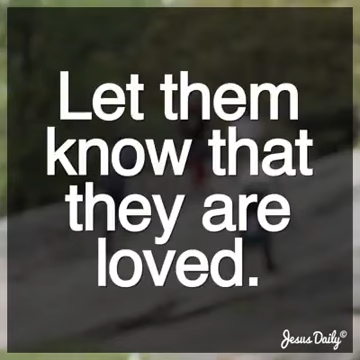 Let them
know that
they are
loved.
Jesus Daily©